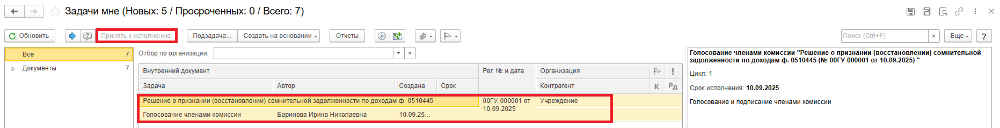 Задачи мне (Новых: 5 / Просроченных: 0 / Всего: 7)
Обновить
Принять к исполнению
Подзадача...
Создать на основании
Отчеты
Поиск (Ctrl+F)
×
Еще
?
Все 7
Документы 7
Отбор по организации:
×
Внутренний документ
Рег. № и дата
Организация
Задача
Автор
Создана
Срок
Контрагент
К
Рд
Решение о признании (восстановлении) сомнительной задолженности по доходам ф. 0510445
00ГУ-000001 от
10.09.2025
Учреждение
Голосование членами комиссии
Баринова Ирина Николаевна
10.09.25...
Голосование членами комиссии "Решение о признании (восстановлении) сомнительной
задолженности по доходам ф. 0510445 (№ 00ГУ-000001 от 10.09.2025) "
Цикл: 1
Срок исполнения: 10.09.2025
Голосование и подписание членами комиссии